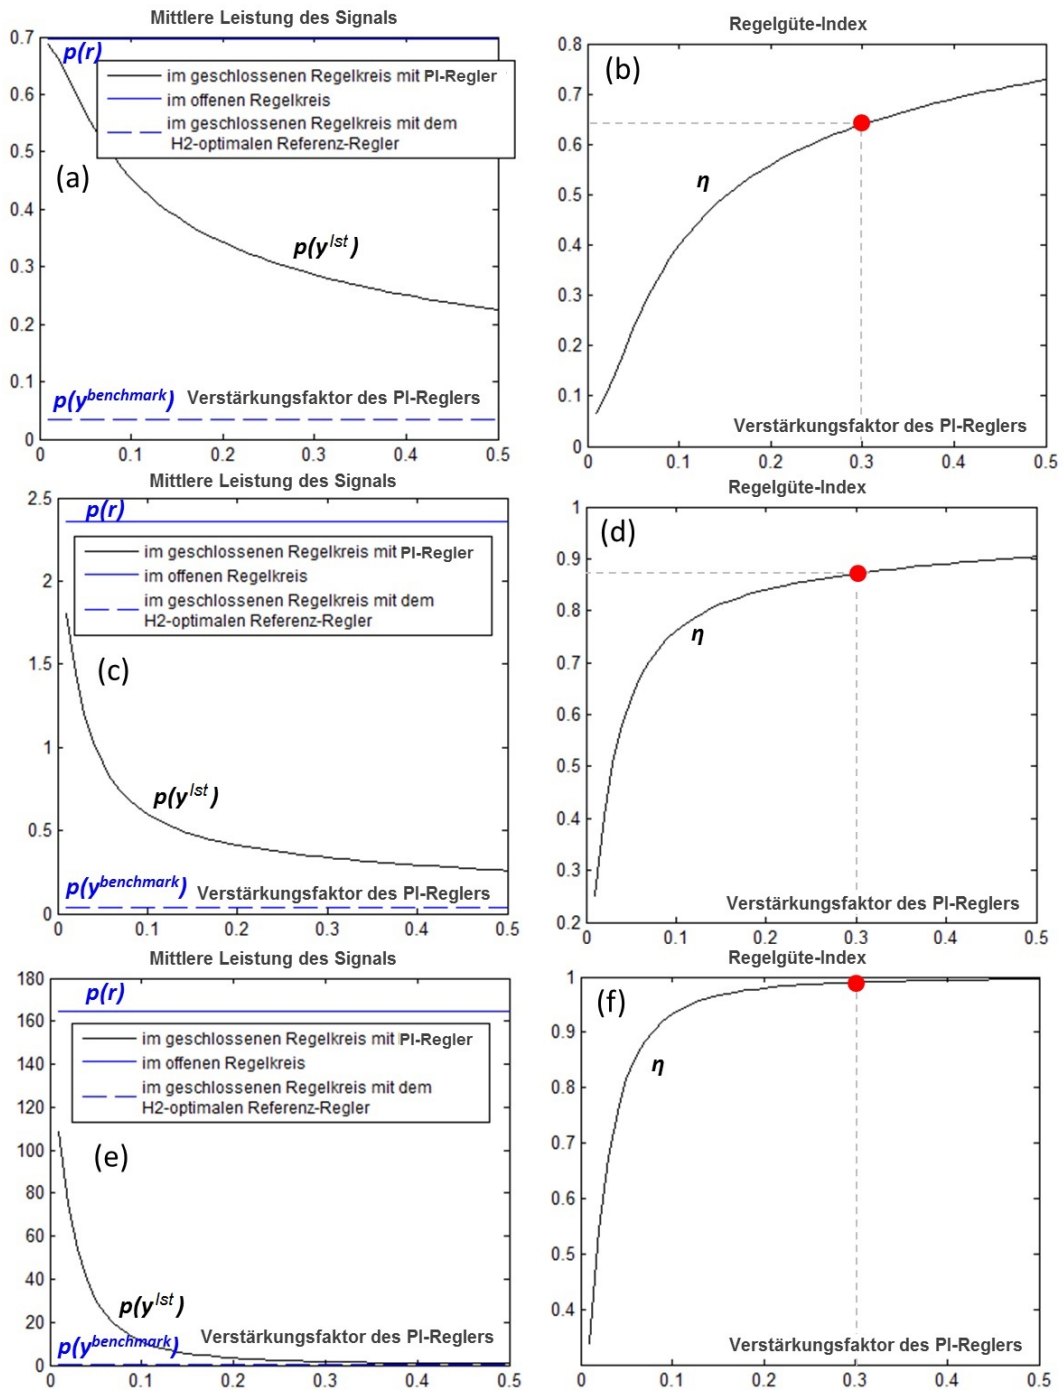 Mittlere Leistung des Signals
0.7
p(r)
im geschlossenen Regelkreis mit PI-Regler
im offenen Regelkreis
im geschlossenen Regelkreis mit dem
H2-optimalen Referenz-Regler
0.6
0.5
(a)
0.4
p(y^Ist)
0.3
0.2
0.1
p(y^benchmark)
Verstärkungsfaktor des PI-Reglers
0
0 0.1 0.2 0.3 0.4 0.5
Regelgüte-Index
0.8
(b)
0.7
0.6
η
0.5
0.4
0.3
0.2
0.1
Verstärkungsfaktor des PI-Reglers
0
0 0.1 0.2 0.3 0.4 0.5
Mittlere Leistung des Signals
2.5
p(r)
im geschlossenen Regelkreis mit PI-Regler
im offenen Regelkreis
im geschlossenen Regelkreis mit dem
H2-optimalen Referenz-Regler
2
(c)
1.5
1
p(y^Ist)
0.5
p(y^benchmark)
Verstärkungsfaktor des PI-Reglers
0
0 0.1 0.2 0.3 0.4 0.5
Regelgüte-Index
1
(d)
0.9
0.8
η
0.7
0.6
0.5
0.4
0.3
Verstärkungsfaktor des PI-Reglers
0.2
0 0.1 0.2 0.3 0.4 0.5
Mittlere Leistung des Signals
180
p(r)
160
im geschlossenen Regelkreis mit PI-Regler
im offenen Regelkreis
im geschlossenen Regelkreis mit dem
H2-optimalen Referenz-Regler
140
120
100
(e)
80
60
40
p(y^Ist)
20
p(y^benchmark)
Verstärkungsfaktor des PI-Reglers
0
0 0.1 0.2 0.3 0.4 0.5
Regelgüte-Index
1
(f)
0.9
η
0.8
0.7
0.6
0.5
0.4
Verstärkungsfaktor des PI-Reglers
0 0.1 0.2 0.3 0.4 0.5